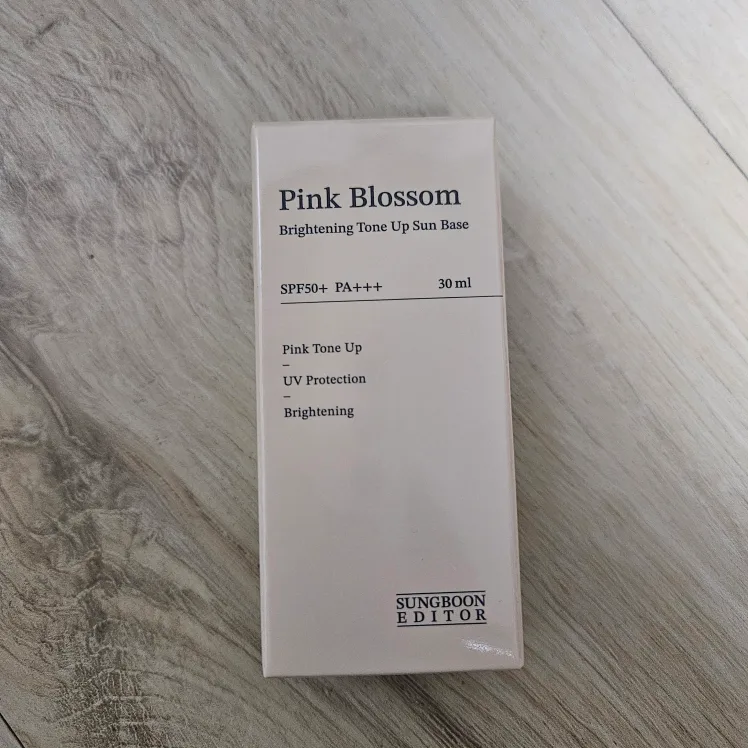 Pink Blossom
Brightening Tone Up Sun Base
SPF50+ PA+++ 30 ml
Pink Tone Up
–
UV Protection
–
Brightening
SUNGBOON
EDITOR